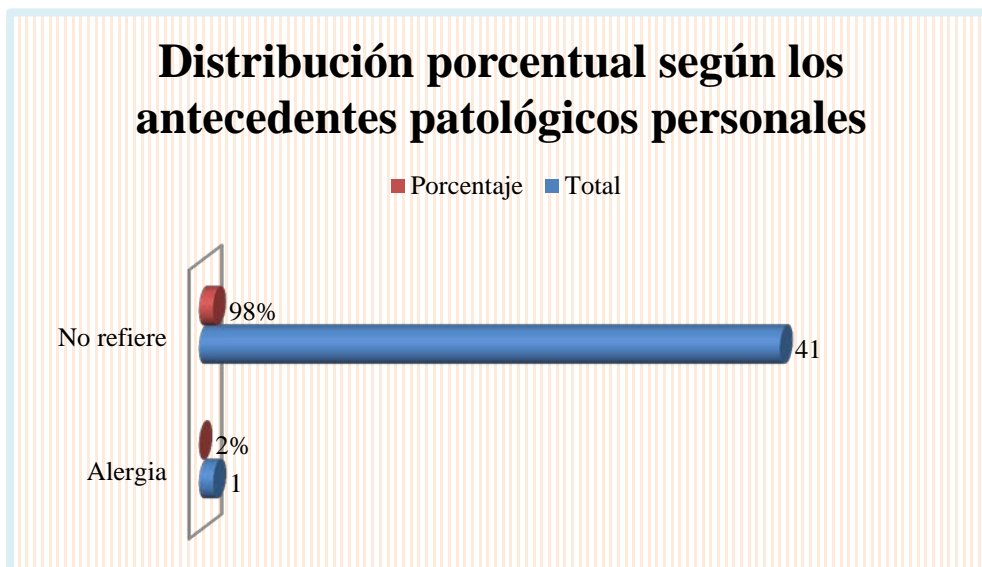 Distribución porcentual según los
antecedentes patológicos personales
Porcentaje Total
98%
No refiere
41
2%
Alergia
1